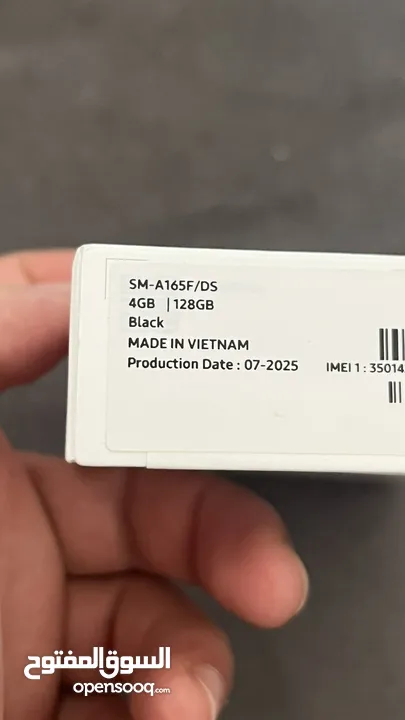 SM-A165F/DS
4GB | 128GB
Black
MADE IN VIETNAM
Production Date : 07-2025
IMEI 1 : 35014
السوق المفتوح
opensooq.com